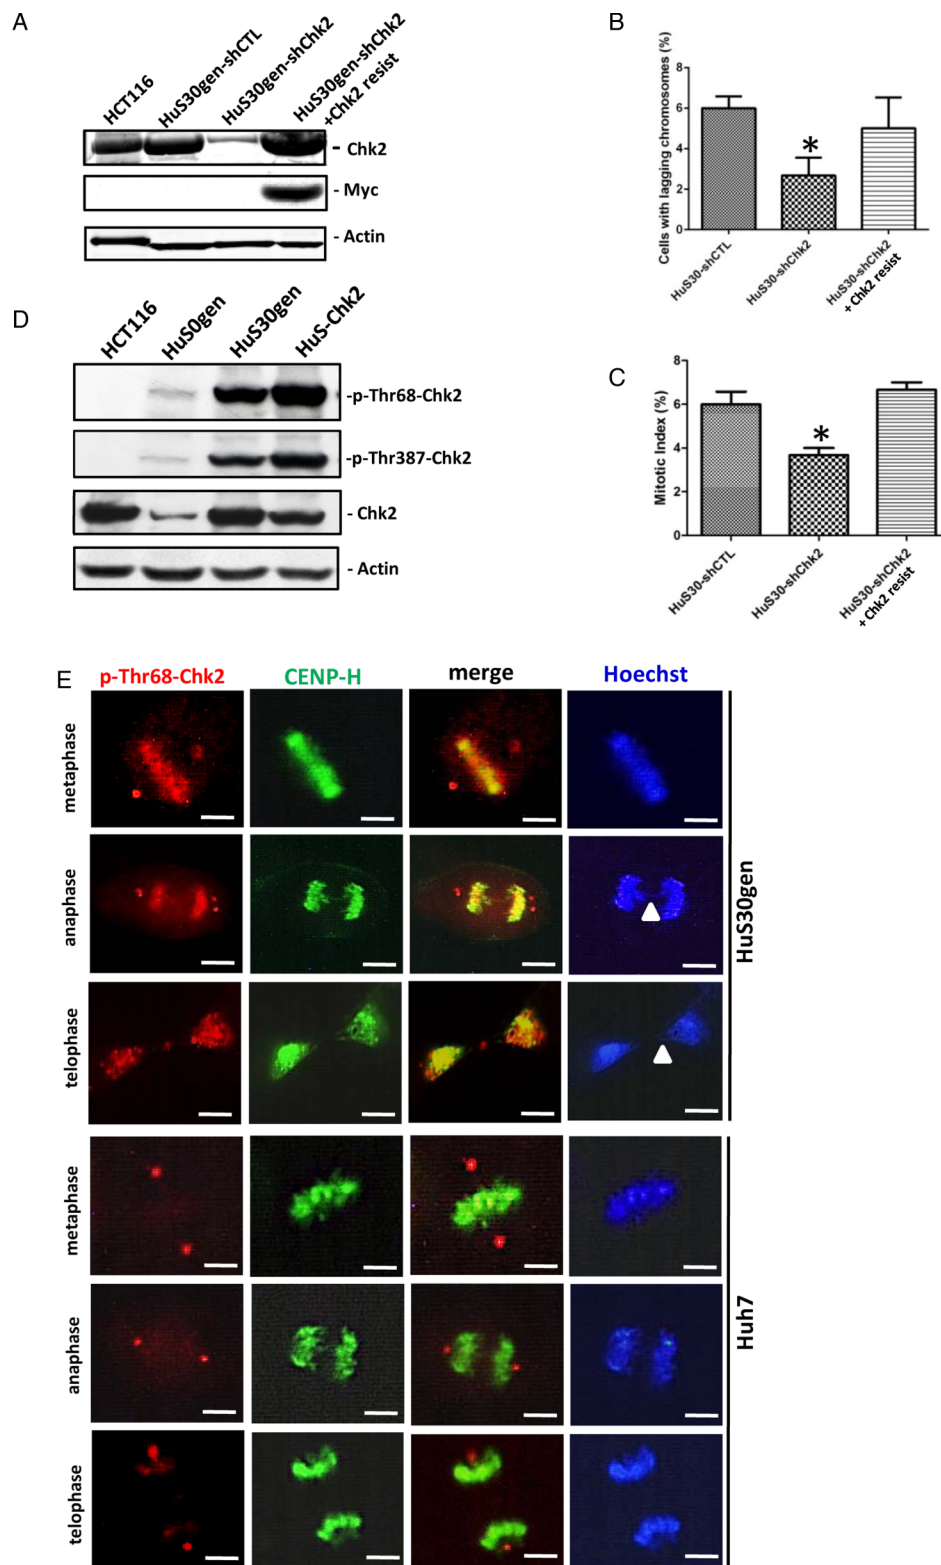 A
HCT116
HuS30gen-shCTL
HuS30gen-shChk2
HuS30gen-shChk2
+Chk2 resist
- Chk2
- Myc
- Actin
B
Cells with lagging chromosomes (%)
8
6
4
2
0
HuS30-shCTL
HuS30-shChk2
HuS30-shChk2
+ Chk2 resist
*
D
HCT116
HuS0gen
HuS30gen
HuS-Chk2
-p-Thr68-Chk2
-p-Thr387-Chk2
- Chk2
- Actin
C
Mitotic Index (%)
8
6
4
2
0
HuS30-shCTL
HuS30-shChk2
HuS30-shChk2
+ Chk2 resist
*
E
p-Thr68-Chk2
CENP-H
merge
Hoechst
metaphase
anaphase
telophase
HuS30gen
metaphase
anaphase
telophase
Huh7